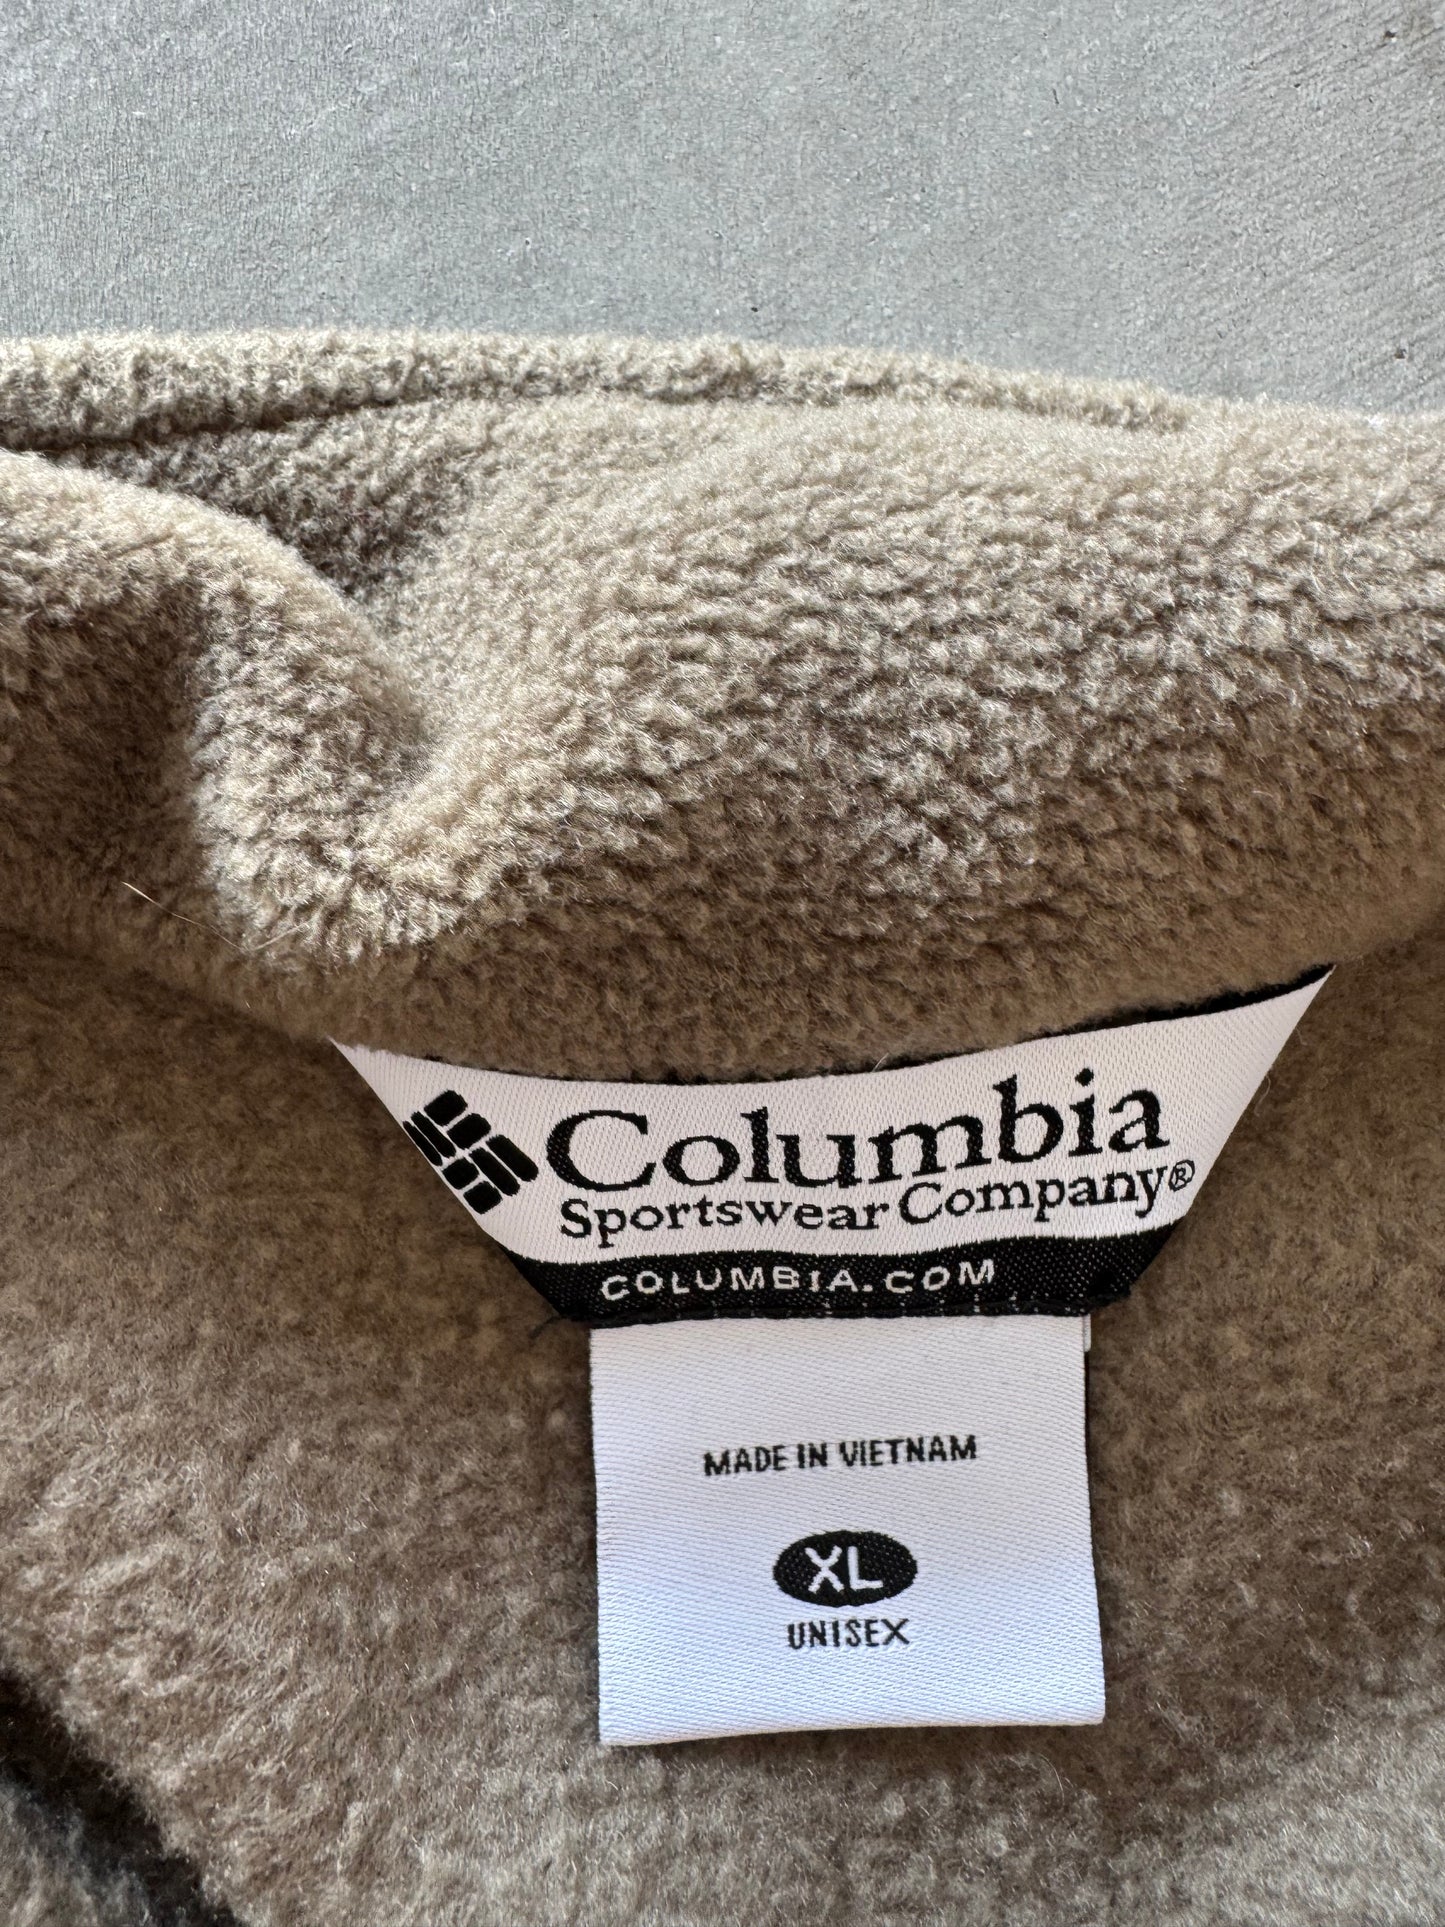 Columbia
Sportswear Company®
COLUMBIA.COM
MADE IN VIETNAM
XL
UNISEX